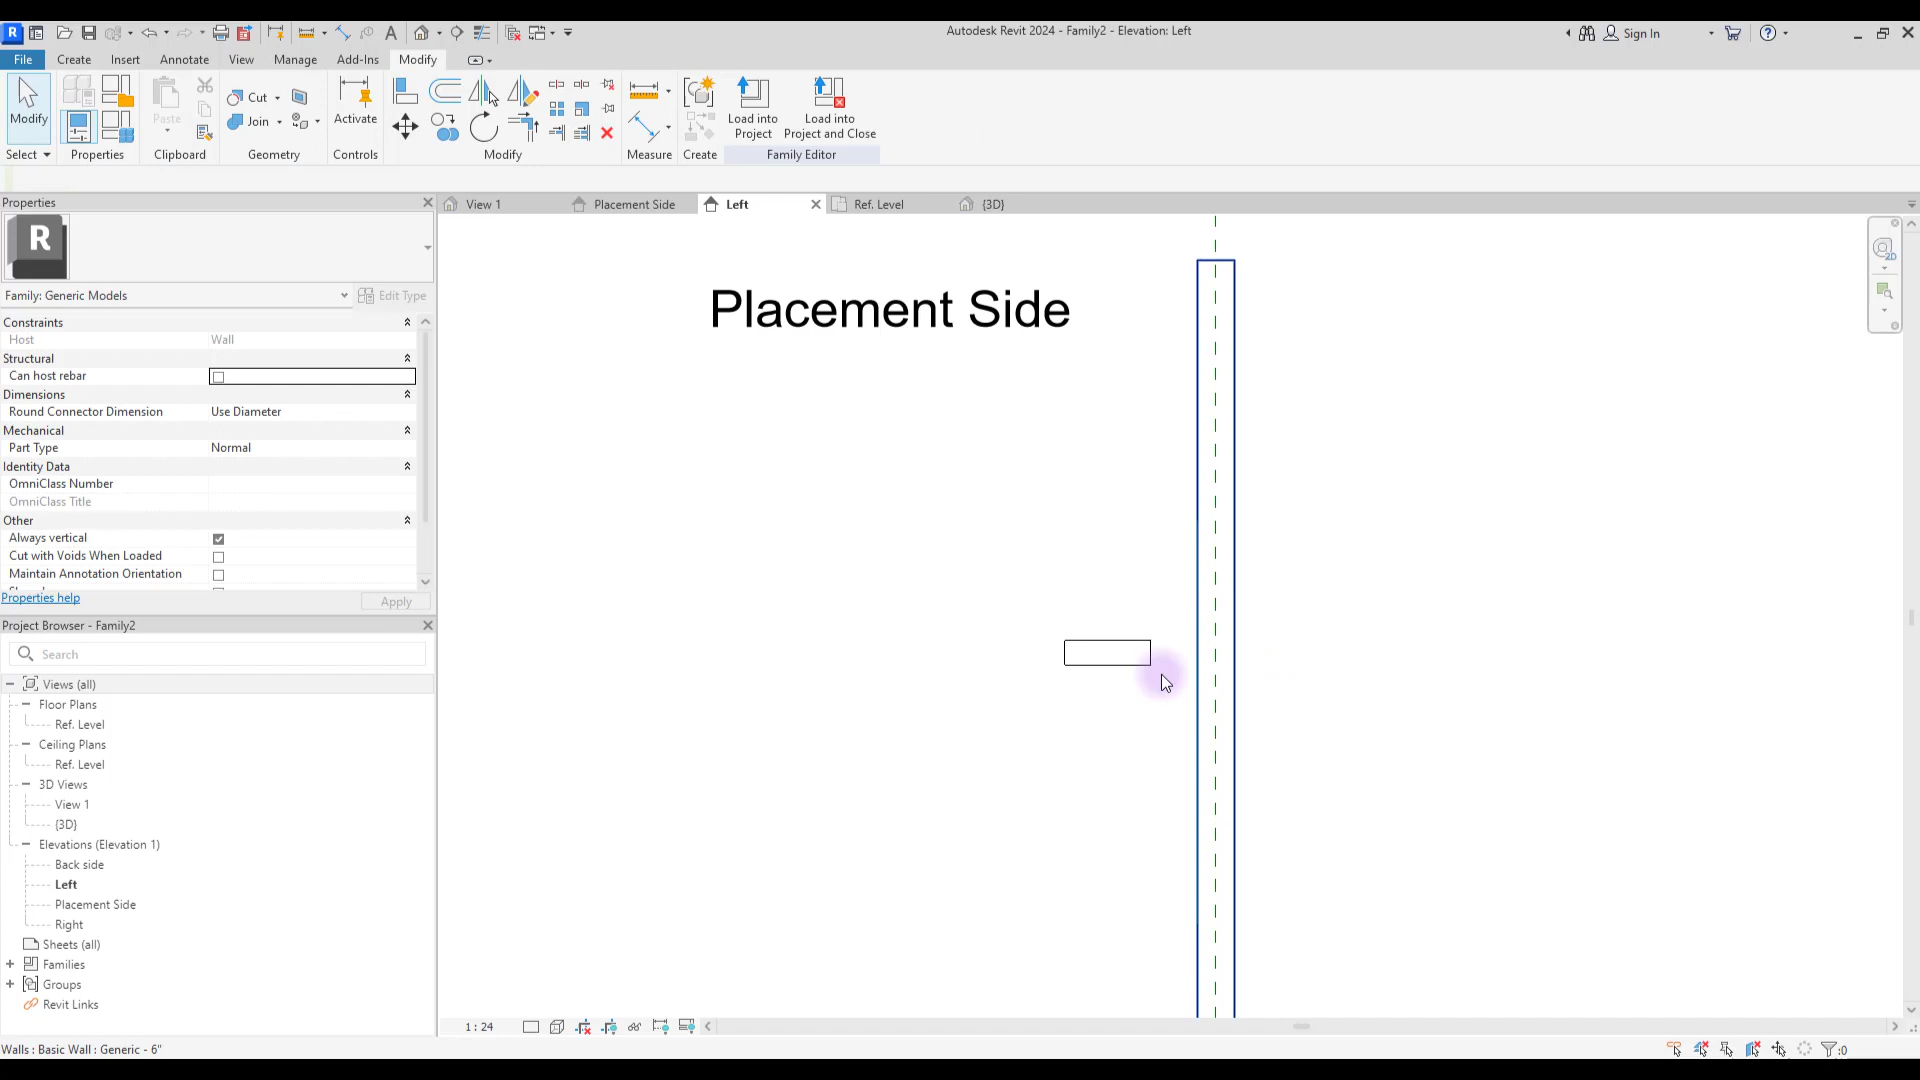 Autodesk Revit 2024 - Family2 - Elevation: Left
Sign In
File
Create
Insert
Annotate
View
Manage
Add-Ins
Modify
Modify
Paste
Cut
Join
Activate
Load into
Project
Load into
Project and Close
Select
Properties
Clipboard
Geometry
Controls
Modify
Measure
Create
Family Editor
Properties
View 1
Placement Side
Left
Ref. Level
{3D}
R
2D
Family: Generic Models
Edit Type
Constraints
Host Wall
Structural
Can host rebar
Dimensions
Round Connector Dimension Use Diameter
Mechanical
Part Type Normal
Identity Data
OmniClass Number
OmniClass Title
Other
Always vertical
Cut with Voids When Loaded
Maintain Annotation Orientation
Properties help
Apply
Placement Side
Project Browser - Family2
Search
Views (all)
Floor Plans
Ref. Level
Ceiling Plans
Ref. Level
3D Views
View 1
{3D}
Elevations (Elevation 1)
Back side
Left
Placement Side
Right
Sheets (all)
Families
Groups
Revit Links
1 : 24
Walls : Basic Wall : Generic - 6"
:0